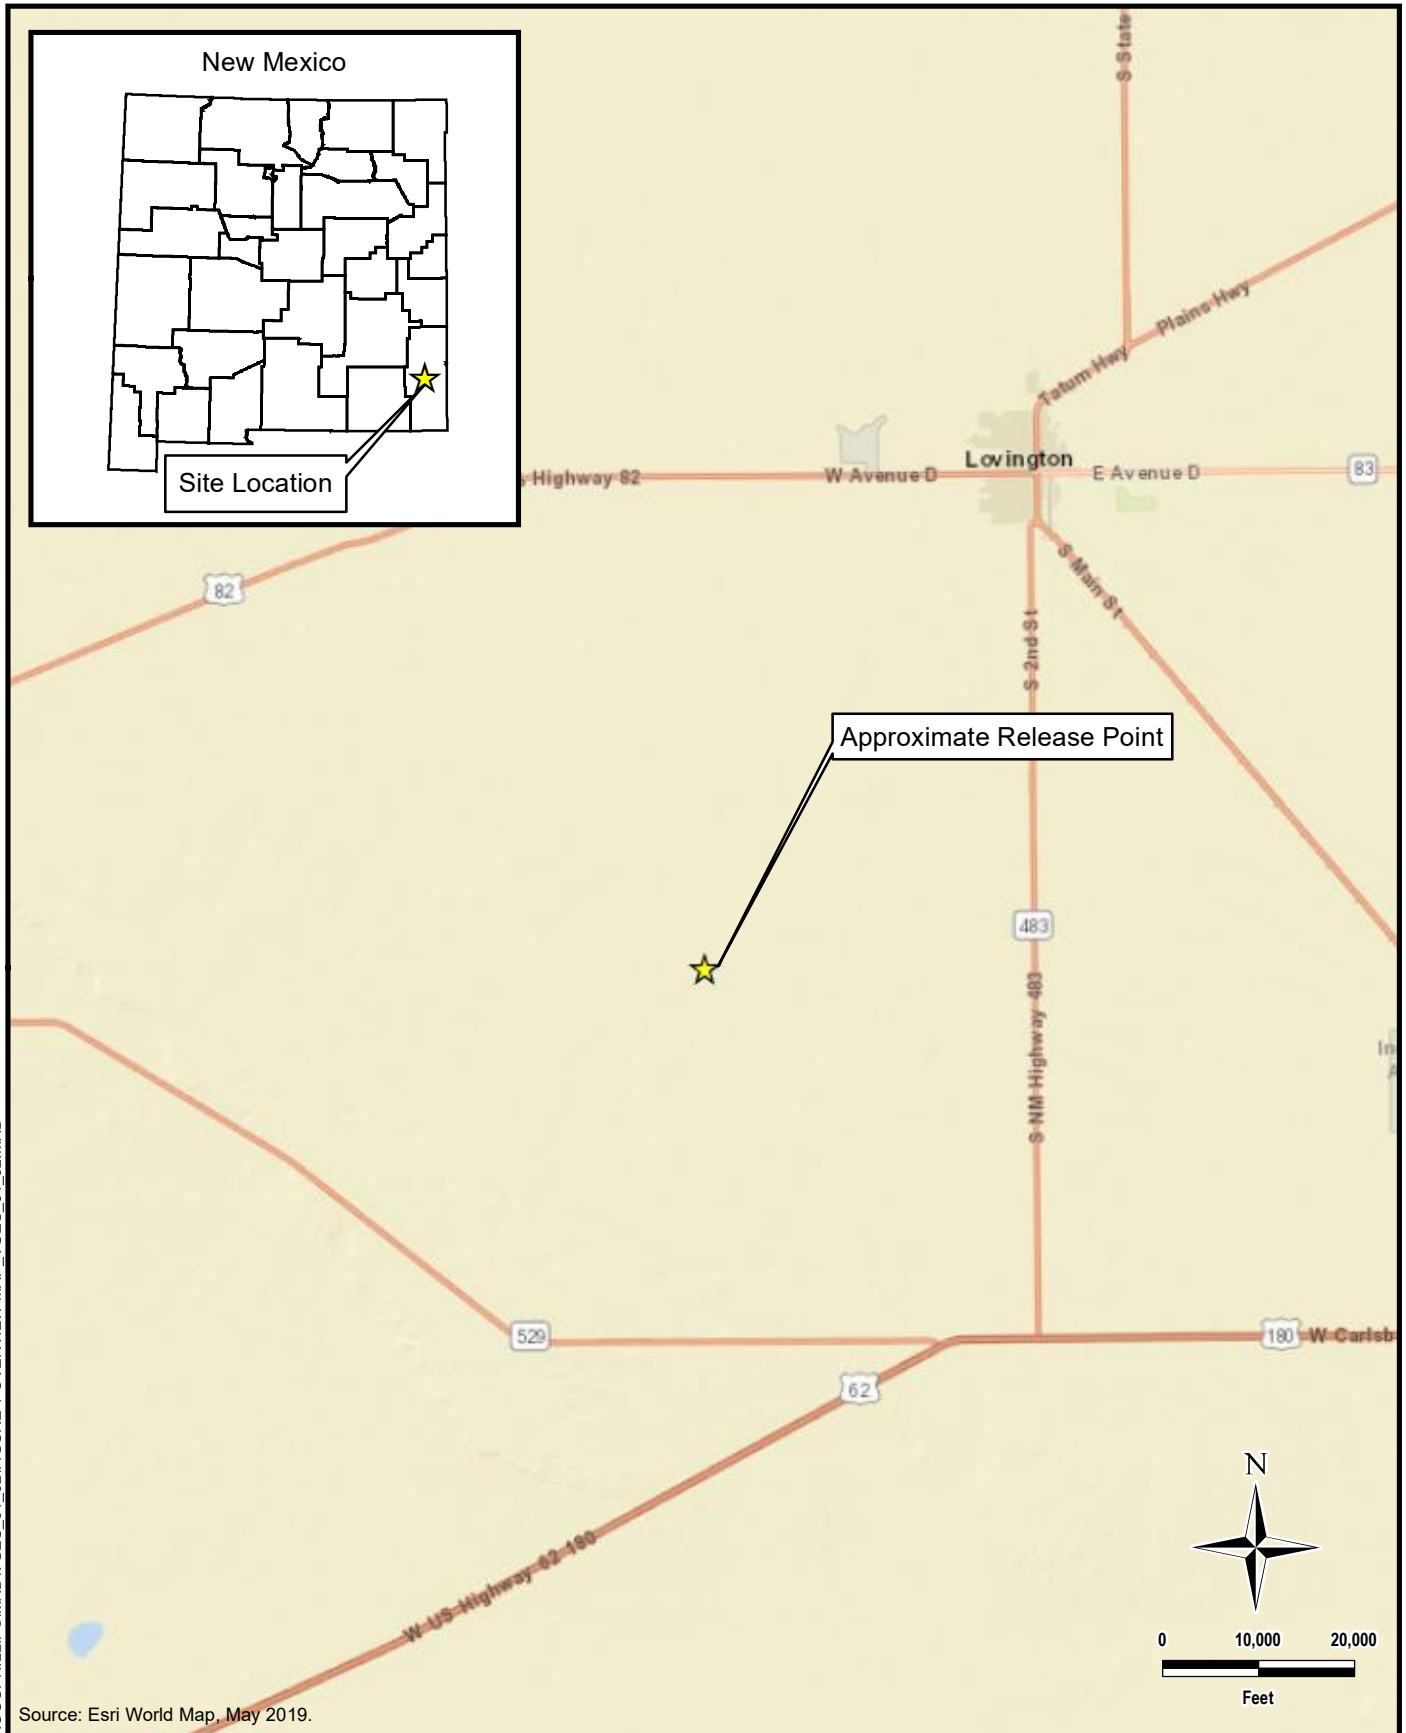 New Mexico
Site Location
S State
Plains Hwy
Tatum Hwy
Lovington
Highway 82
W Avenue D
E Avenue D
83
82
S Main St
S 2nd St
Approximate Release Point
483
S NM Highway 483
529
180
W Carlsb
62
W US Highway 62 180
N
0 10,000 20,000
Feet
Source: Esri World Map, May 2019.